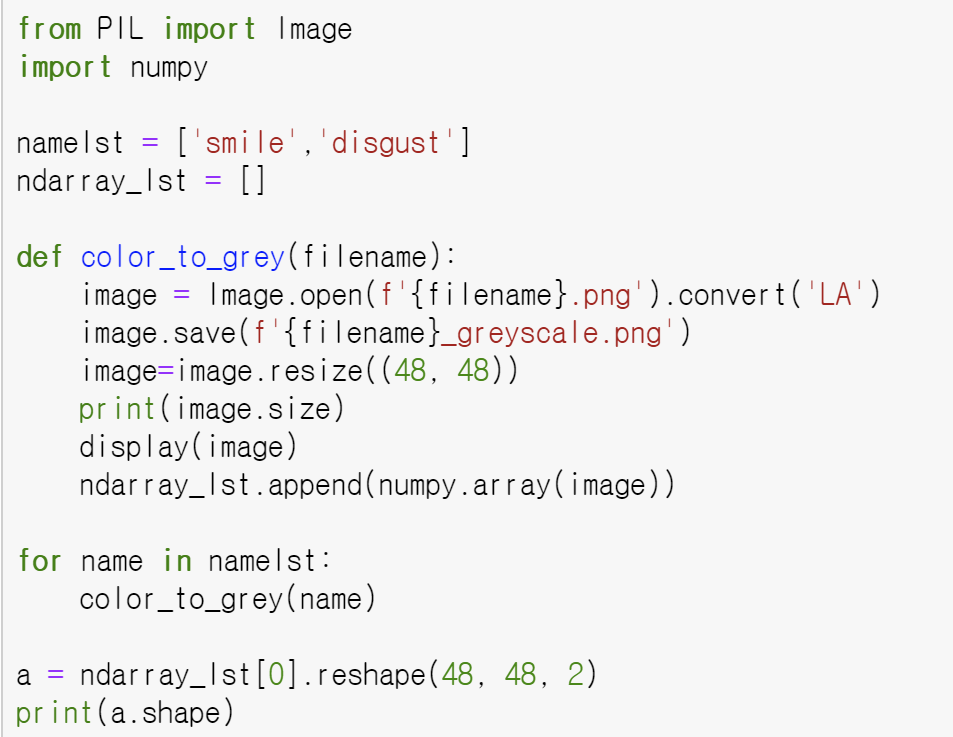 from PIL import Image
import numpy

namelst = ['smile','disgust']
ndarray_lst = []

def color_to_grey(filename):
    image = Image.open(f'{filename}.png').convert('LA')
    image.save(f'{filename}_greyscale.png')
    image=image.resize((48, 48))
    print(image.size)
    display(image)
    ndarray_lst.append(numpy.array(image))

for name in namelst:
    color_to_grey(name)

a = ndarray_lst[0].reshape(48, 48, 2)
print(a.shape)